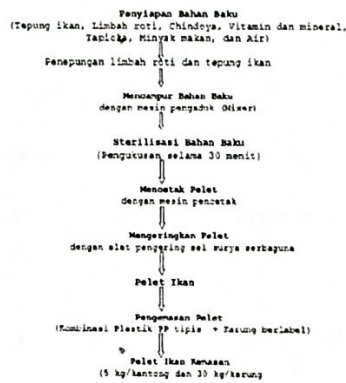 Penyiapan Bahan Baku
(Tepung ikan, Limbah roti, Chindoya, Vitamin dan mineral,
Tapioka, Minyak makan, dan Air)
Penepungan limbah roti dan tepung ikan
Mencampur Bahan Baku
dengan mesin pengaduk (Mixer)
Sterilisasi Bahan Baku
(Pengukusan selama 30 menit)
Mencetak Pelet
dengan mesin pencetak
Mengeringkan Pelet
dengan alat pengering sel surya serbaguna
Pelet Ikan
Pengemasan Pelet
(Kombinasi Plastik PP tipis + Karung berlabel)
Pelet Ikan Kemasan
(5 kg/kantong dan 30 kg/karung